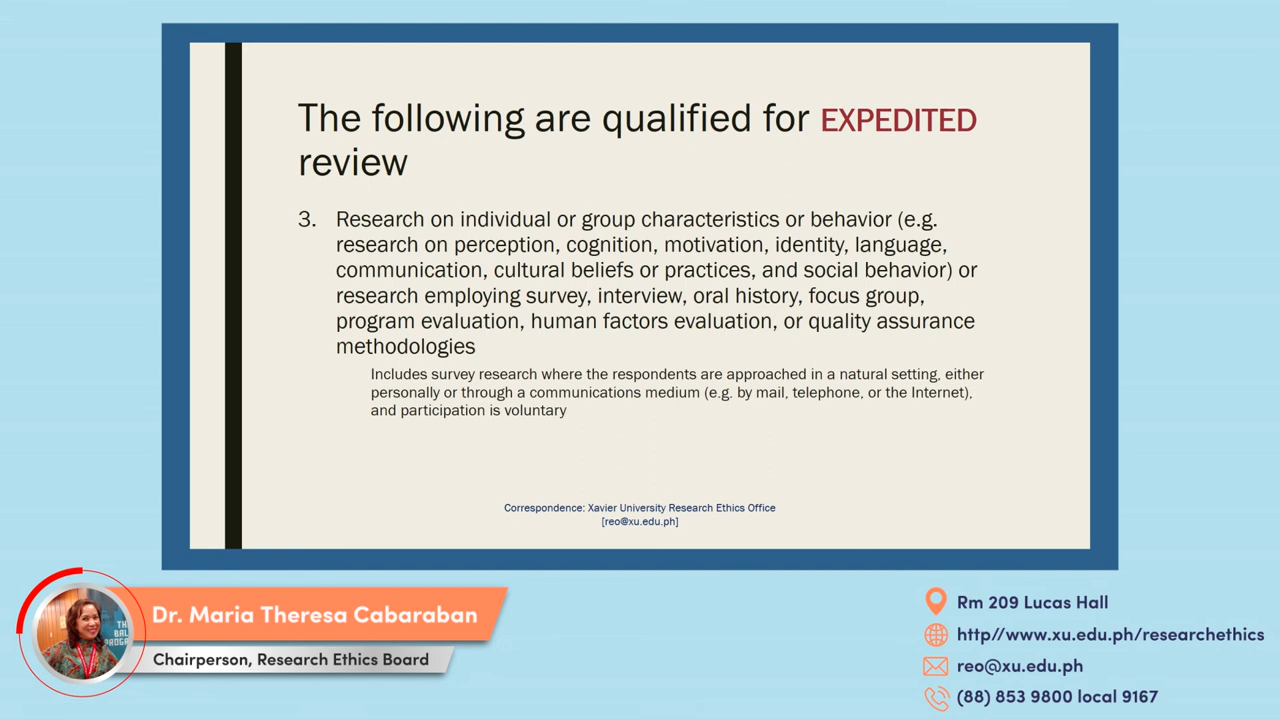 The following are qualified for EXPEDITED
review
3. Research on individual or group characteristics or behavior (e.g.
research on perception, cognition, motivation, identity, language,
communication, cultural beliefs or practices, and social behavior) or
research employing survey, interview, oral history, focus group,
program evaluation, human factors evaluation, or quality assurance
methodologies
Includes survey research where the respondents are approached in a natural setting, either
personally or through a communications medium (e.g. by mail, telephone, or the Internet),
and participation is voluntary
Correspondence: Xavier University Research Ethics Office
[reo@xu.edu.ph]
Dr. Maria Theresa Cabaraban
Chairperson, Research Ethics Board
Rm 209 Lucas Hall
http//www.xu.edu.ph/researchethics
reo@xu.edu.ph
(88) 853 9800 local 9167